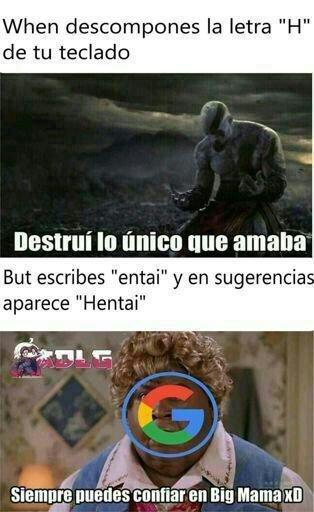 When descompones la letra "H"
de tu teclado
Destruí lo único que amaba
But escribes "entai" y en sugerencias
aparece "Hentai"
ADLG
G
Siempre puedes confiar en Big Mama xD